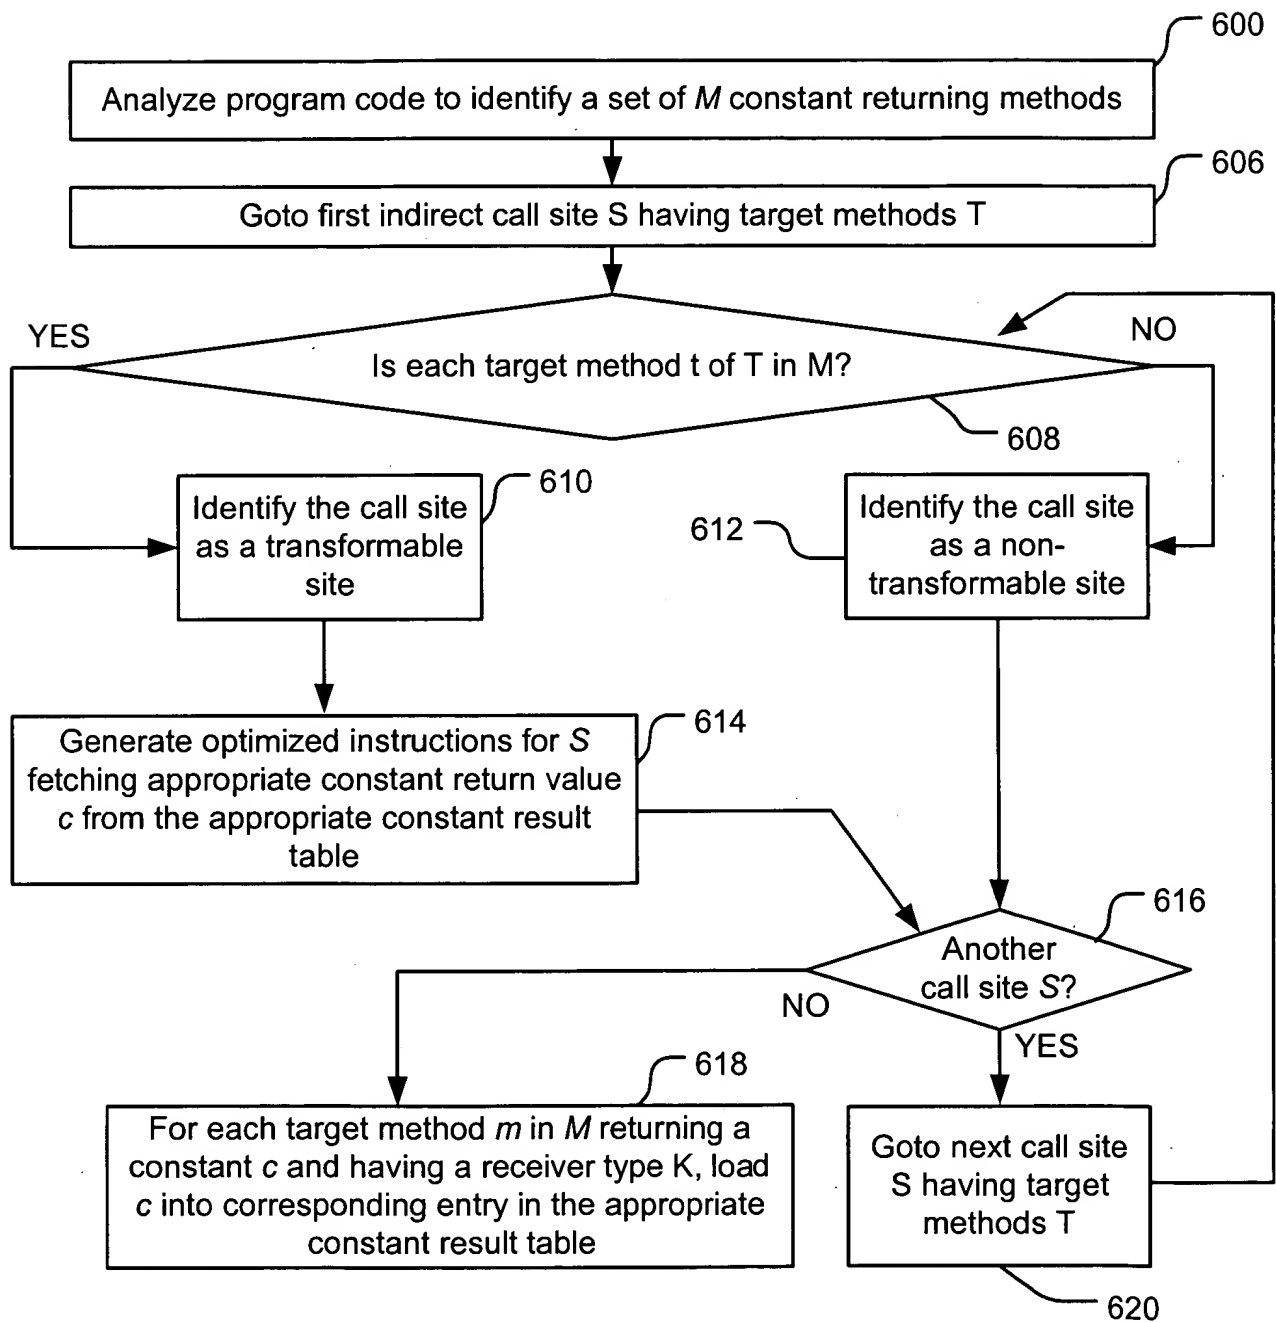 600
Analyze program code to identify a set of M constant returning methods
606
Goto first indirect call site S having target methods T
YES
NO
Is each target method t of T in M?
608
610
Identify the call site
as a transformable
site
612
Identify the call site
as a non-
transformable site
614
Generate optimized instructions for S
fetching appropriate constant return value
c from the appropriate constant result
table
616
Another
call site S?
NO
YES
618
For each target method m in M returning a
constant c and having a receiver type K, load
c into corresponding entry in the appropriate
constant result table
Goto next call site
S having target
methods T
620